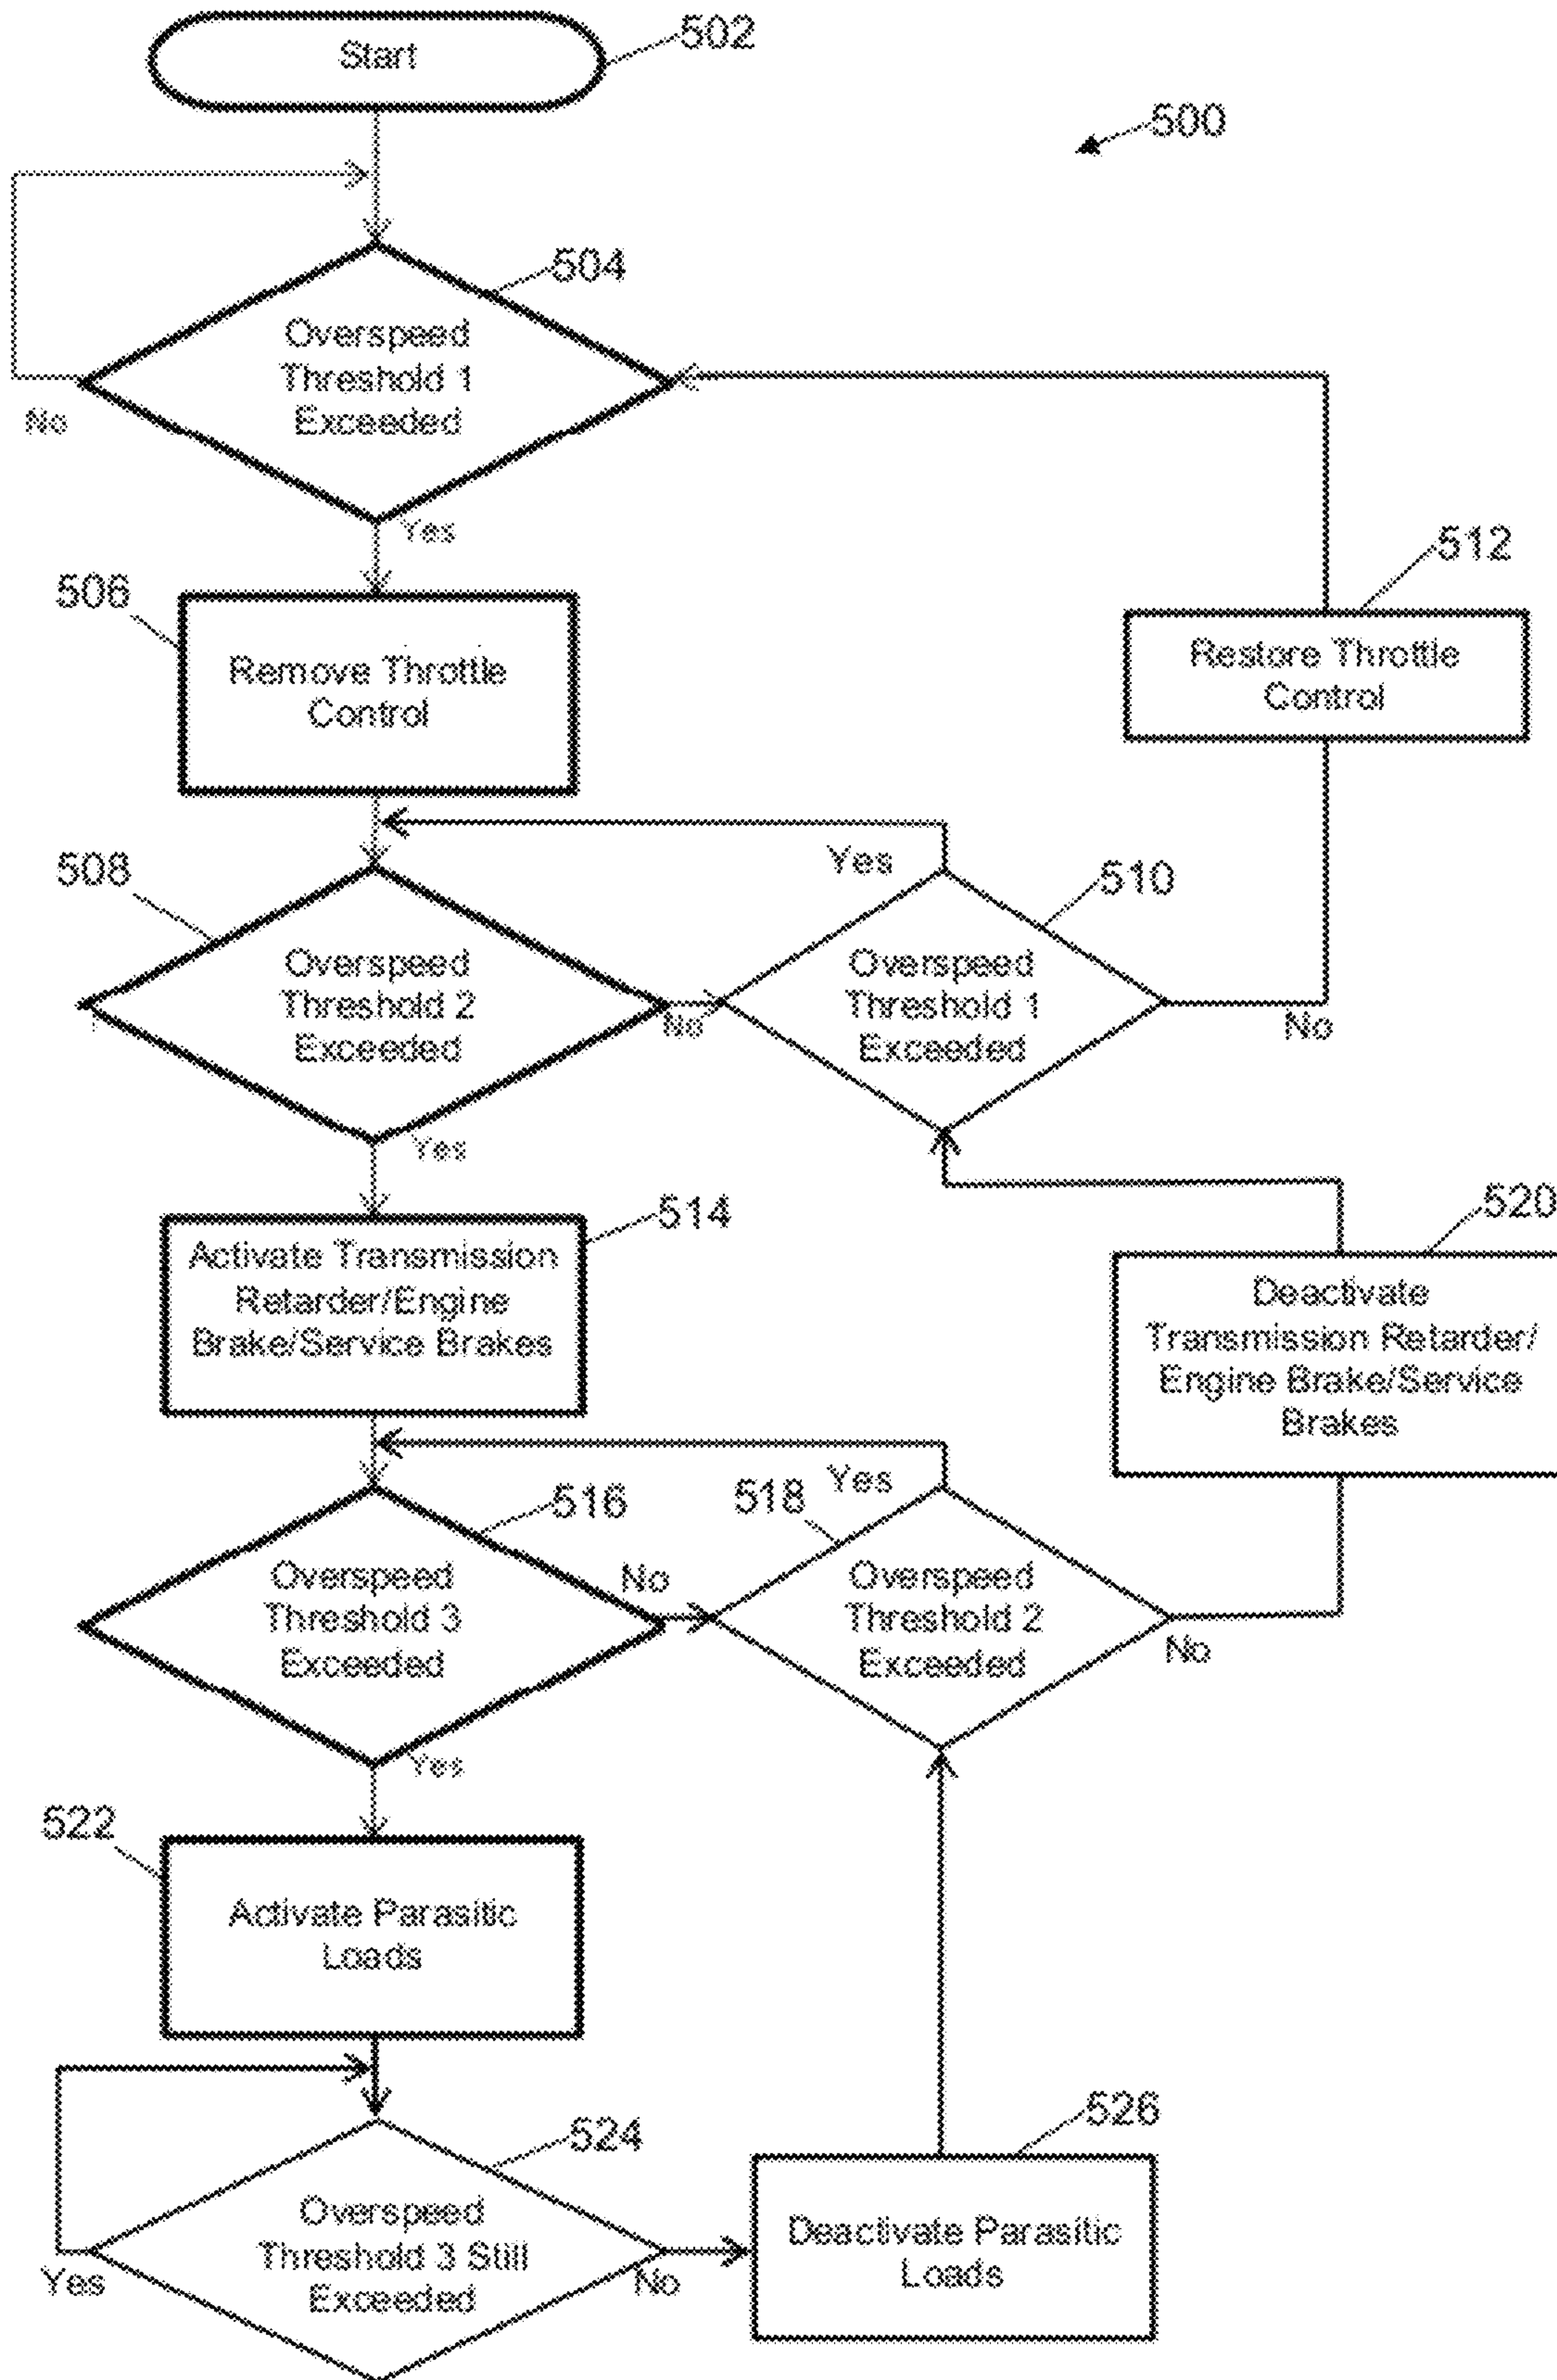 Start
502
500
504
Overspeed
Threshold 1
Exceeded
No
Yes
506
Remove Throttle
Control
512
Restore Throttle
Control
508
Overspeed
Threshold 2
Exceeded
No
Yes
510
Overspeed
Threshold 1
Exceeded
Yes
No
514
Activate Transmission
Retarder/Engine
Brake/Service Brakes
520
Deactivate
Transmission Retarder/
Engine Brake/Service
Brakes
516
Overspeed
Threshold 3
Exceeded
No
Yes
518
Overspeed
Threshold 2
Exceeded
Yes
No
522
Activate Parasitic
Loads
524
Overspeed
Threshold 3 Still
Exceeded
Yes
No
526
Deactivate Parasitic
Loads